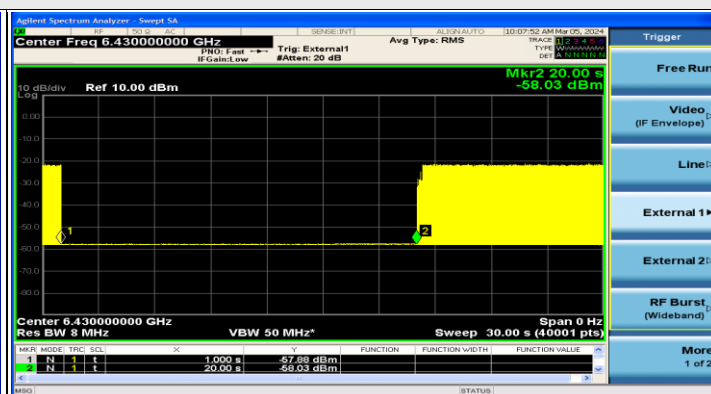 Agilent Spectrum Analyzer - Swept SA
RF 50 Ω AC SENSE:INT ALIGN AUTO 10:07:52 AM Mar 05, 2024
Center Freq 6.430000000 GHz
PNO: Fast
IFGain:Low
Trig: External1
#Atten: 20 dB
Avg Type: RMS
TRACE 1 2 3 4 5 6
TYPE WWWWWW
DET A N N N N N
Mkr2 20.00 s
-58.03 dBm
10 dB/div Ref 10.00 dBm
Log
0.00
-10.0
-20.0
-30.0
-40.0
-50.0
-60.0
-70.0
-80.0
1
2
Center 6.430000000 GHz Span 0 Hz
Res BW 8 MHz VBW 50 MHz* Sweep 30.00 s (40001 pts)
MKR MODE TRC SCL X Y FUNCTION FUNCTION WIDTH FUNCTION VALUE
1 N 1 t 1.000 s -57.88 dBm
2 N 1 t 20.00 s -58.03 dBm
MSG STATUS
Trigger
Free Run
Video
(IF Envelope)
Line
External 1
External 2
RF Burst
(Wideband)
More
1 of 2